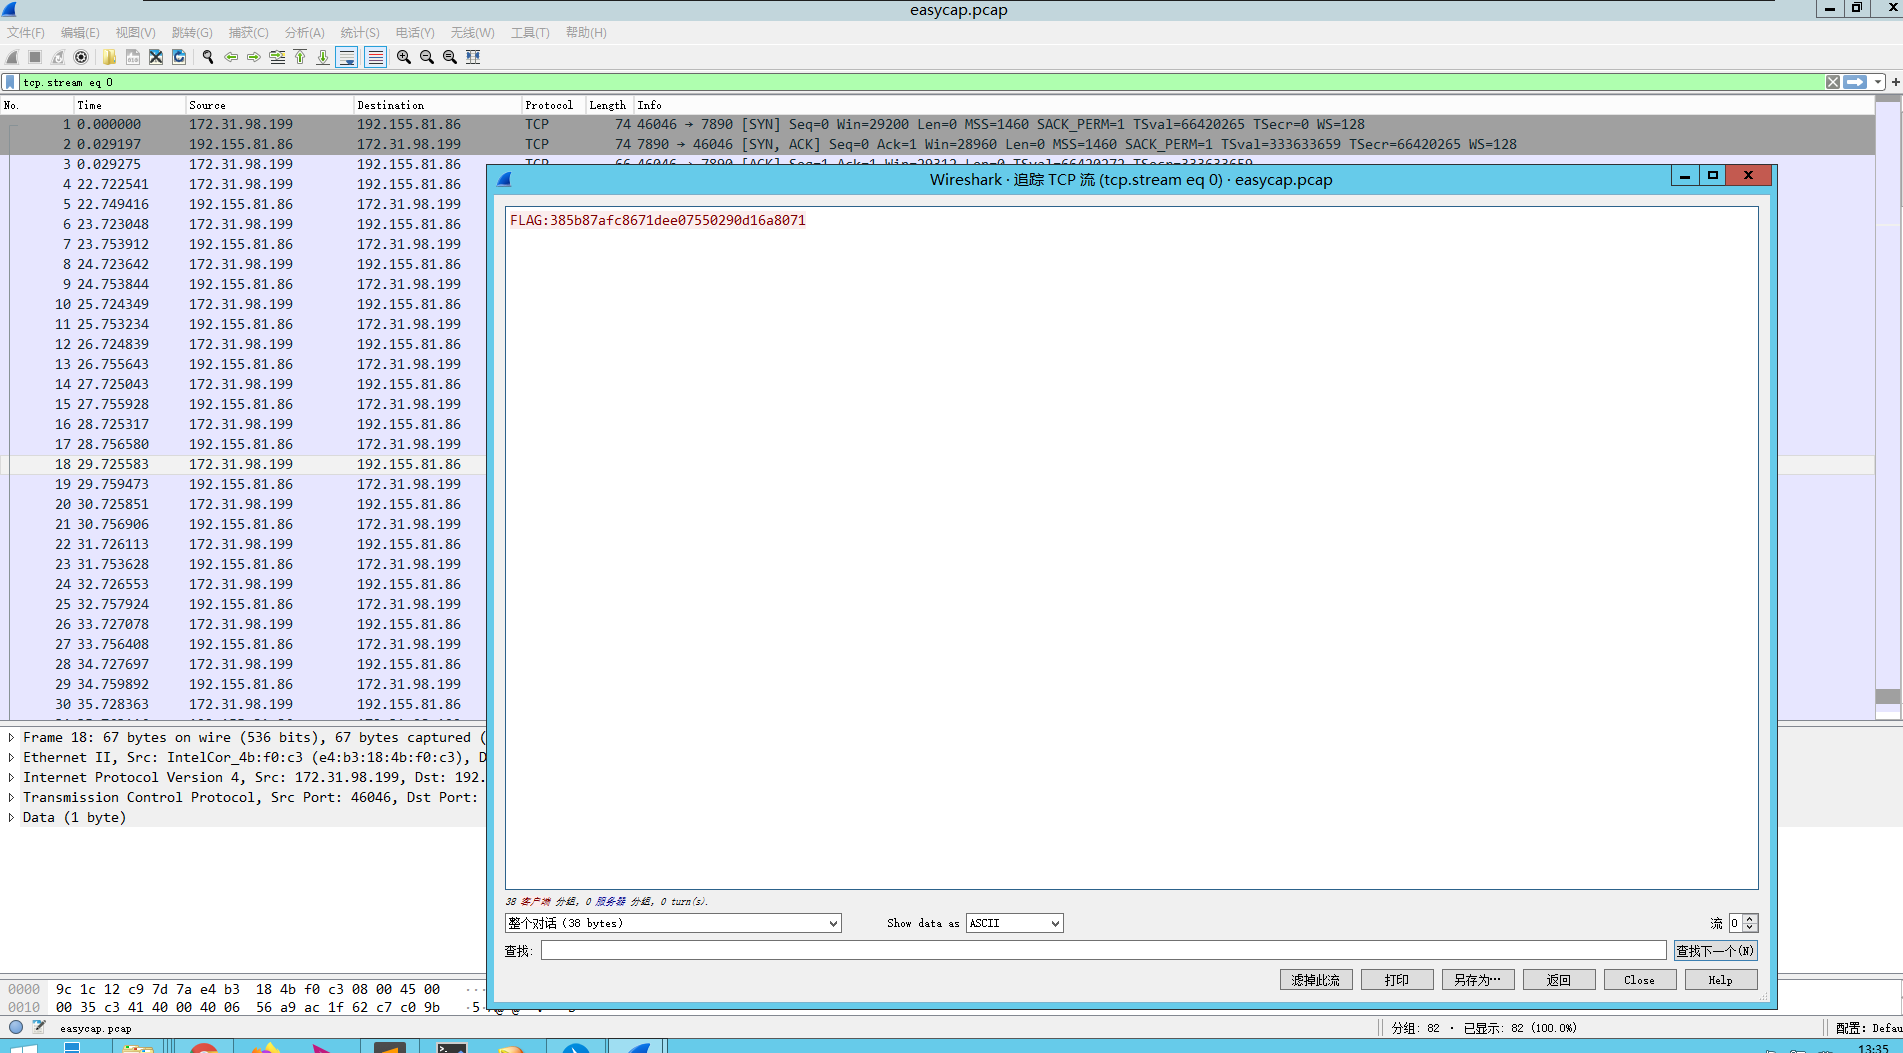 easycap.pcap
文件(F) 编辑(E) 视图(V) 跳转(G) 捕获(C) 分析(A) 统计(S) 电话(Y) 无线(W) 工具(T) 帮助(H)
tcp.stream eq 0
No. Time Source Destination Protocol Length Info
1 0.000000 172.31.98.199 192.155.81.86 TCP 74 46046 → 7890 [SYN] Seq=0 Win=29200 Len=0 MSS=1460 SACK_PERM=1 TSval=66420265 TSecr=0 WS=128
2 0.029197 192.155.81.86 172.31.98.199 TCP 74 7890 → 46046 [SYN, ACK] Seq=0 Ack=1 Win=28960 Len=0 MSS=1460 SACK_PERM=1 TSval=333633659 TSecr=66420265 WS=128
3 0.029275 172.31.98.199 192.155.81.86 TCP 66 46046 → 7890 [ACK] Seq=1 Ack=1 Win=29312 Len=0 TSval=66420272 TSecr=333633659
4 22.722541 172.31.98.199 192.155.81.86
5 22.749416 192.155.81.86 172.31.98.199
6 23.723048 172.31.98.199 192.155.81.86
7 23.753912 192.155.81.86 172.31.98.199
8 24.723642 172.31.98.199 192.155.81.86
9 24.753844 192.155.81.86 172.31.98.199
10 25.724349 172.31.98.199 192.155.81.86
11 25.753234 192.155.81.86 172.31.98.199
12 26.724839 172.31.98.199 192.155.81.86
13 26.755643 192.155.81.86 172.31.98.199
14 27.725043 172.31.98.199 192.155.81.86
15 27.755928 192.155.81.86 172.31.98.199
16 28.725317 172.31.98.199 192.155.81.86
17 28.756580 192.155.81.86 172.31.98.199
18 29.725583 172.31.98.199 192.155.81.86
19 29.759473 192.155.81.86 172.31.98.199
20 30.725851 172.31.98.199 192.155.81.86
21 30.756906 192.155.81.86 172.31.98.199
22 31.726113 172.31.98.199 192.155.81.86
23 31.753628 192.155.81.86 172.31.98.199
24 32.726553 172.31.98.199 192.155.81.86
25 32.757924 192.155.81.86 172.31.98.199
26 33.727078 172.31.98.199 192.155.81.86
27 33.756408 192.155.81.86 172.31.98.199
28 34.727697 172.31.98.199 192.155.81.86
29 34.759892 192.155.81.86 172.31.98.199
30 35.728363 172.31.98.199 192.155.81.86
Wireshark · 追踪 TCP 流 (tcp.stream eq 0) · easycap.pcap
FLAG:385b87afc8671dee07550290d16a8071
38 客户端 分组, 0 服务器 分组, 0 turn(s).
整个对话 (38 bytes) Show data as ASCII 流 0
查找: 查找下一个(N)
滤掉此流 打印 另存为… 返回 Close Help
Frame 18: 67 bytes on wire (536 bits), 67 bytes captured (
Ethernet II, Src: IntelCor_4b:f0:c3 (e4:b3:18:4b:f0:c3), D
Internet Protocol Version 4, Src: 172.31.98.199, Dst: 192.
Transmission Control Protocol, Src Port: 46046, Dst Port:
Data (1 byte)
0000 9c 1c 12 c9 7d 7a e4 b3 18 4b f0 c3 08 00 45 00
0010 00 35 c3 41 40 00 40 06 56 a9 ac 1f 62 c7 c0 9b
easycap.pcap 分组: 82 · 已显示: 82 (100.0%) 配置: Defau
13:35